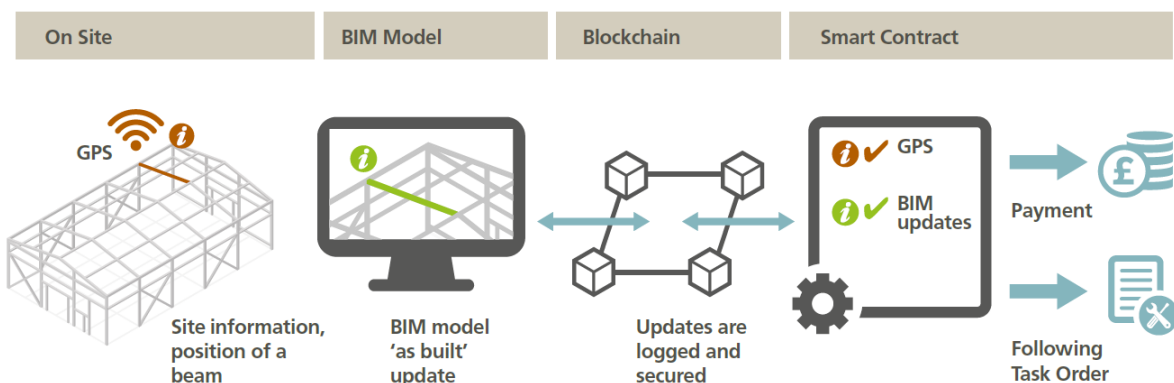 On Site
BIM Model
Blockchain
Smart Contract
GPS
i
Site information,
position of a
beam
i
BIM model
‘as built’
update
Updates are
logged and
secured
i GPS
i BIM
updates
£
Payment
Following
Task Order